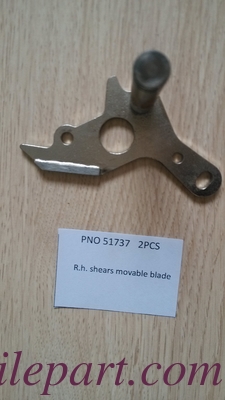 PNO 51737 2PCS
R.h. shears movable blade
ilepart.com